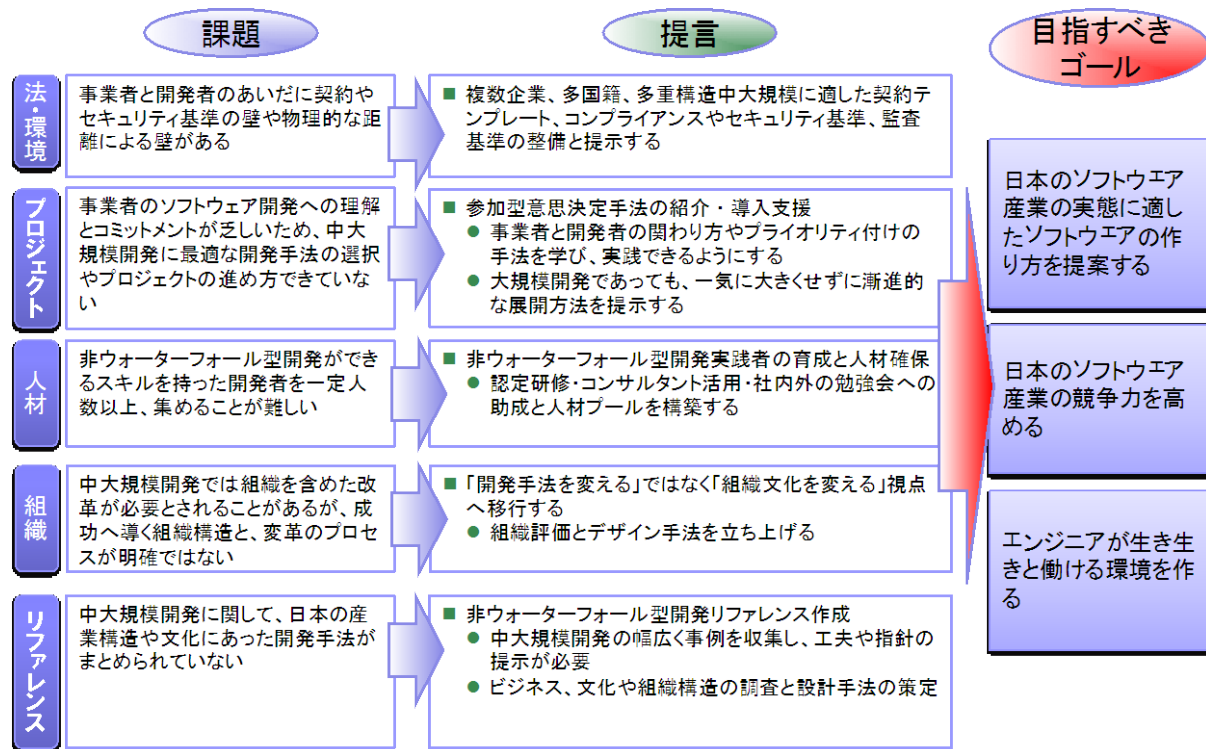 課題
提言
目指すべき
ゴール
法・環境
事業者と開発者のあいだに契約や
セキュリティ基準の壁や物理的な距
離による壁がある
■ 複数企業、多国籍、多重構造中大規模に適した契約テ
ンプレート、コンプライアンスやセキュリティ基準、監査
基準の整備と提示する
プロジェクト
事業者のソフトウェア開発への理解
とコミットメントが乏しいため、中大
規模開発に最適な開発手法の選択
やプロジェクトの進め方できていな
い
■ 参加型意思決定手法の紹介・導入支援
● 事業者と開発者の関わり方やプライオリティ付けの
手法を学び、実践できるようにする
● 大規模開発であっても、一気に大きくせずに漸進的
な展開方法を提示する
人材
非ウォーターフォール型開発ができ
るスキルを持った開発者を一定人
数以上、集めることが難しい
■ 非ウォーターフォール型開発実践者の育成と人材確保
● 認定研修・コンサルタント活用・社内外の勉強会への
助成と人材プールを構築する
組織
中大規模開発では組織を含めた改
革が必要とされることがあるが、成
功へ導く組織構造と、変革のプロセ
スが明確ではない
■ 「開発手法を変える」ではなく「組織文化を変える」視点
へ移行する
● 組織評価とデザイン手法を立ち上げる
リファレンス
中大規模開発に関して、日本の産
業構造や文化にあった開発手法が
まとめられていない
■ 非ウォーターフォール型開発リファレンス作成
● 中大規模開発の幅広く事例を収集し、工夫や指針の
提示が必要
● ビジネス、文化や組織構造の調査と設計手法の策定
日本のソフトウエア
産業の実態に適し
たソフトウエアの作
り方を提案する
日本のソフトウエア
産業の競争力を高
める
エンジニアが生き生
きと働ける環境を作
る